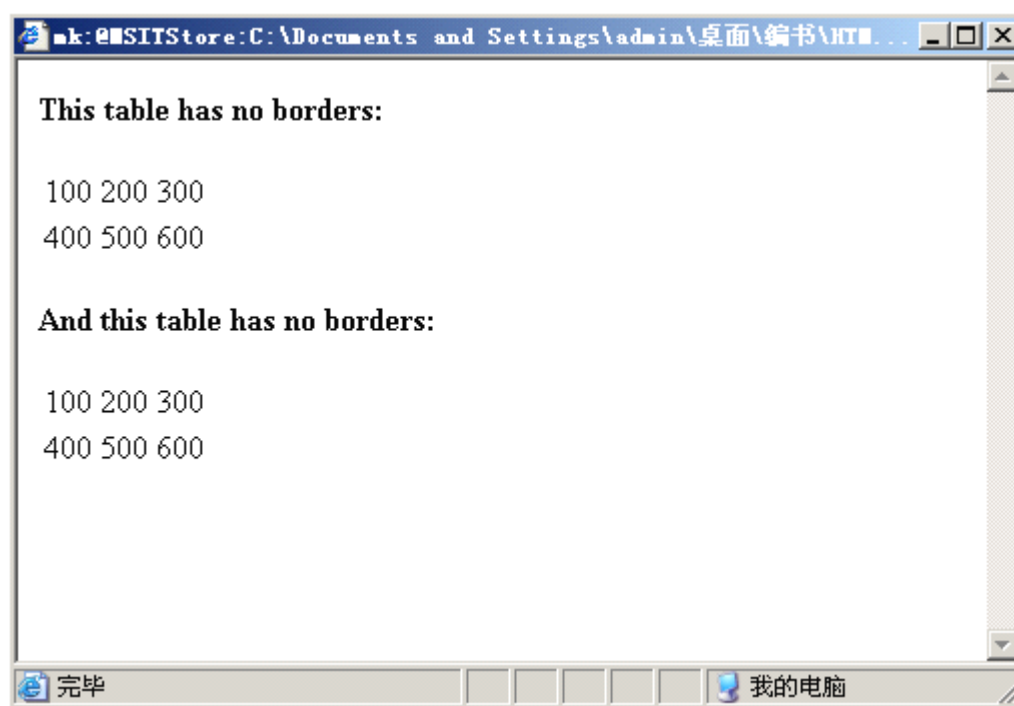 mk:@MSITStore:C:\Documents and Settings\admin\桌面\编书\HTM...
This table has no borders:
100 200 300
400 500 600
And this table has no borders:
100 200 300
400 500 600
完毕
我的电脑